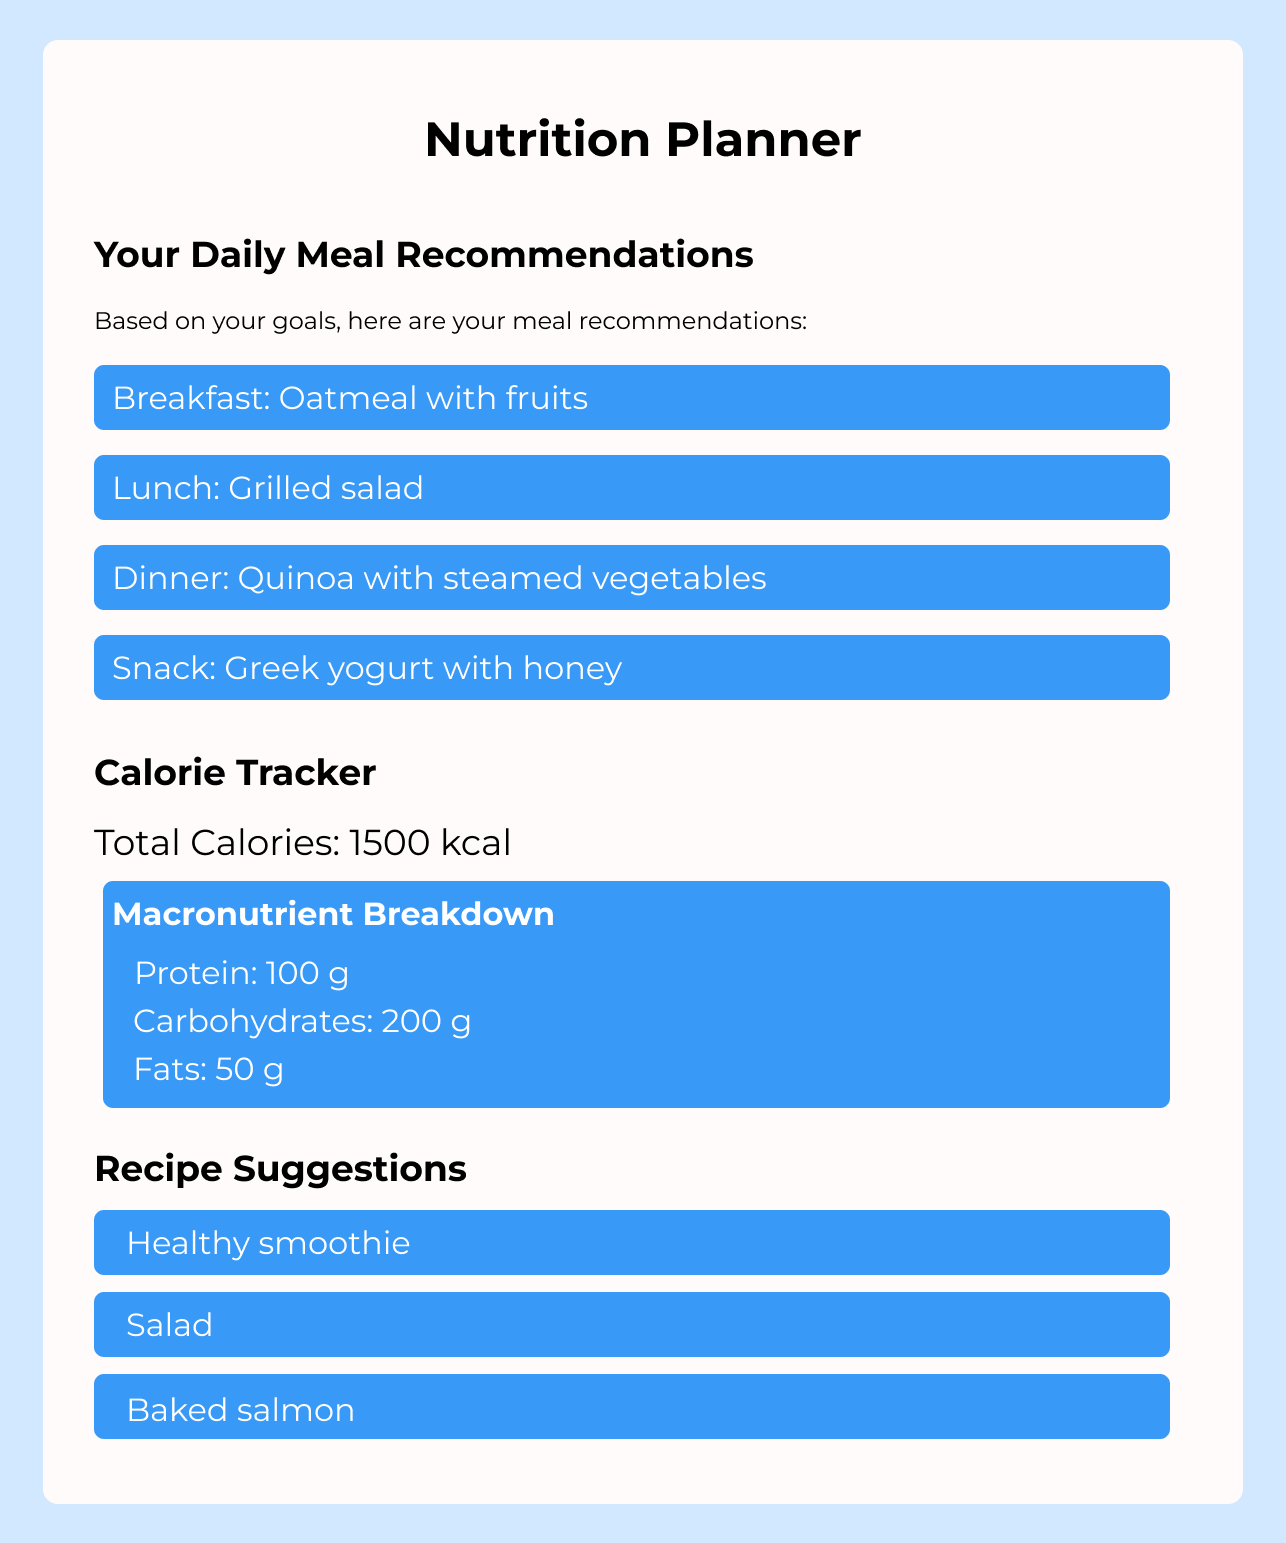 Nutrition Planner
Your Daily Meal Recommendations
Based on your goals, here are your meal recommendations:
Breakfast: Oatmeal with fruits
Lunch: Grilled salad
Dinner: Quinoa with steamed vegetables
Snack: Greek yogurt with honey
Calorie Tracker
Total Calories: 1500 kcal
Macronutrient Breakdown
Protein: 100 g
Carbohydrates: 200 g
Fats: 50 g
Recipe Suggestions
Healthy smoothie
Salad
Baked salmon